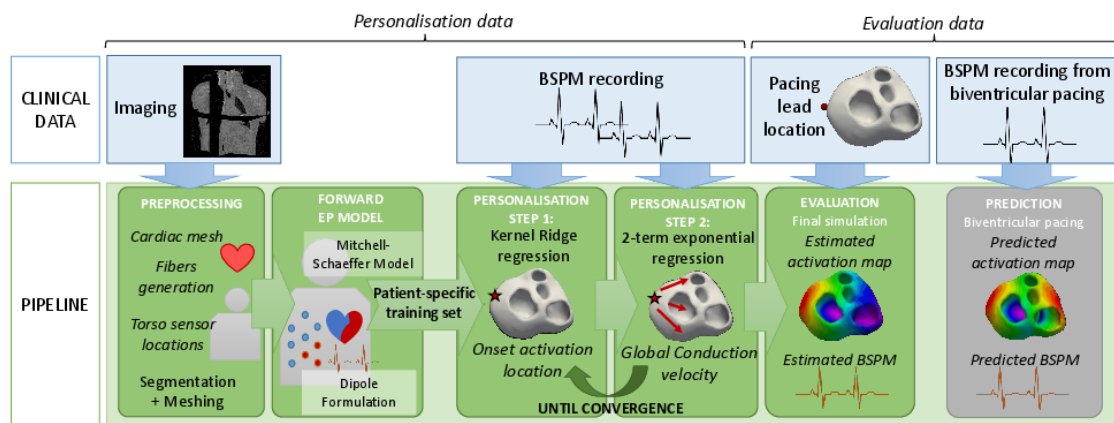 Personalisation data
Evaluation data
CLINICAL
DATA
Imaging
BSPM recording
Pacing
lead
location
BSPM recording from
biventricular pacing
PIPELINE
PREPROCESSING
Cardiac mesh
Fibers
generation
Torso sensor
locations
Segmentation
+ Meshing
FORWARD
EP MODEL
Mitchell-
Schaeffer Model
Dipole
Formulation
Patient-specific
training set
PERSONALISATION
STEP 1:
Kernel Ridge
regression
Onset activation
location
PERSONALISATION
STEP 2:
2-term exponential
regression
Global Conduction
velocity
UNTIL CONVERGENCE
EVALUATION
Final simulation
Estimated
activation map
Estimated BSPM
PREDICTION
Biventricular pacing
Predicted
activation map
Predicted BSPM